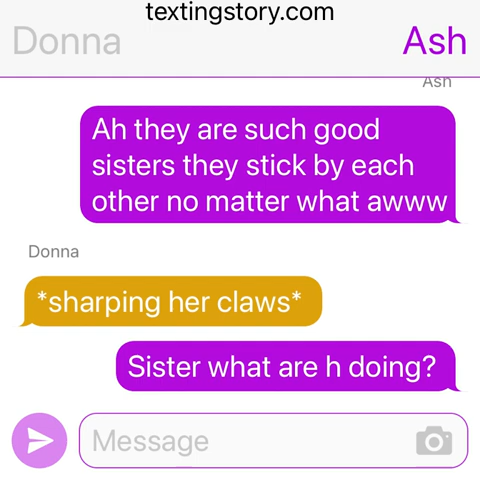 textingstory.com
Donna
Ash
Ash
Ah they are such good
sisters they stick by each
other no matter what awww
Donna
*sharping her claws*
Sister what are h doing?
Message